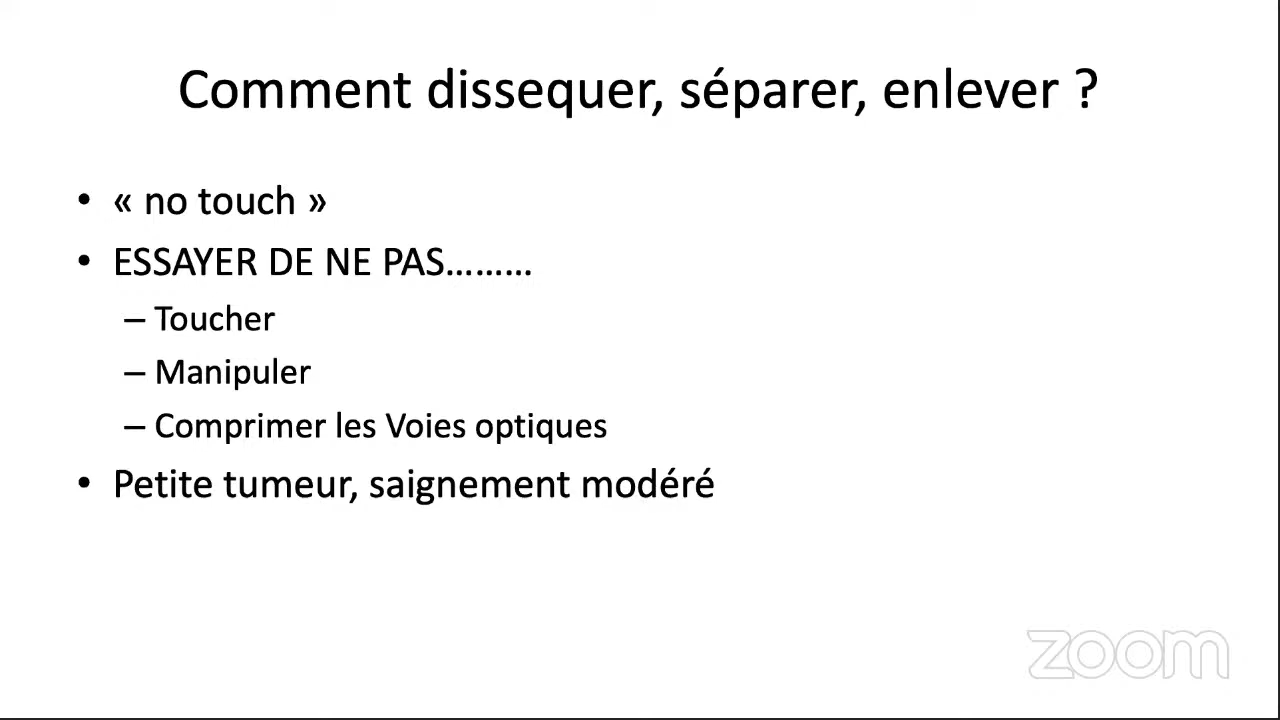 Comment dissequer, séparer, enlever ?
• « no touch »
• ESSAYER DE NE PAS………
– Toucher
– Manipuler
– Comprimer les Voies optiques
• Petite tumeur, saignement modéré
zoom